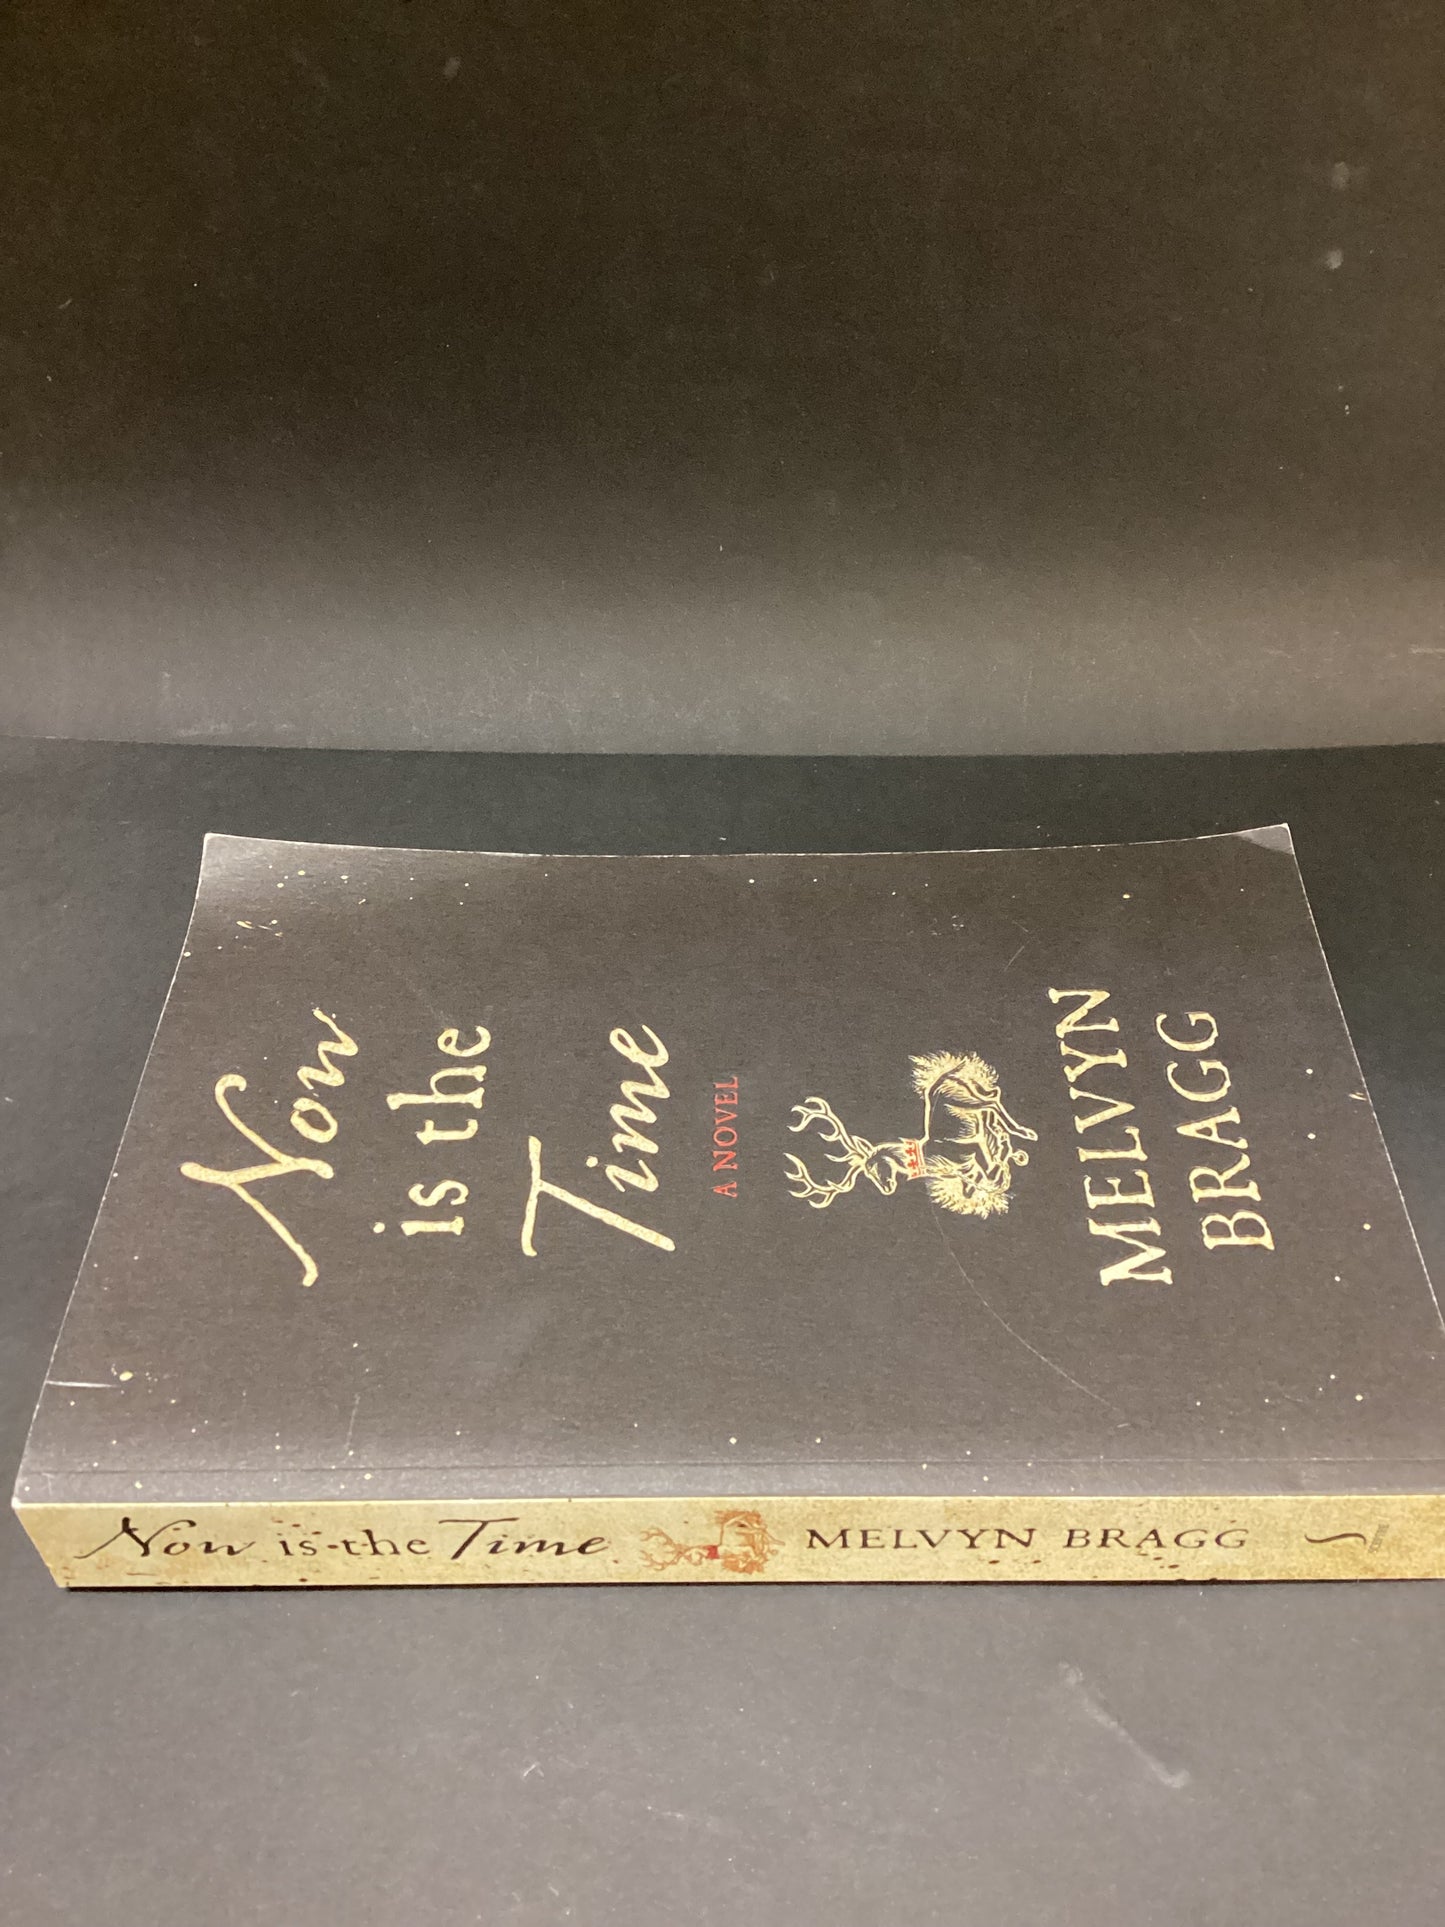 Now
is the
Time
A NOVEL
MELVYN
BRAGG
Now is·the Time MELVYN BRAGG